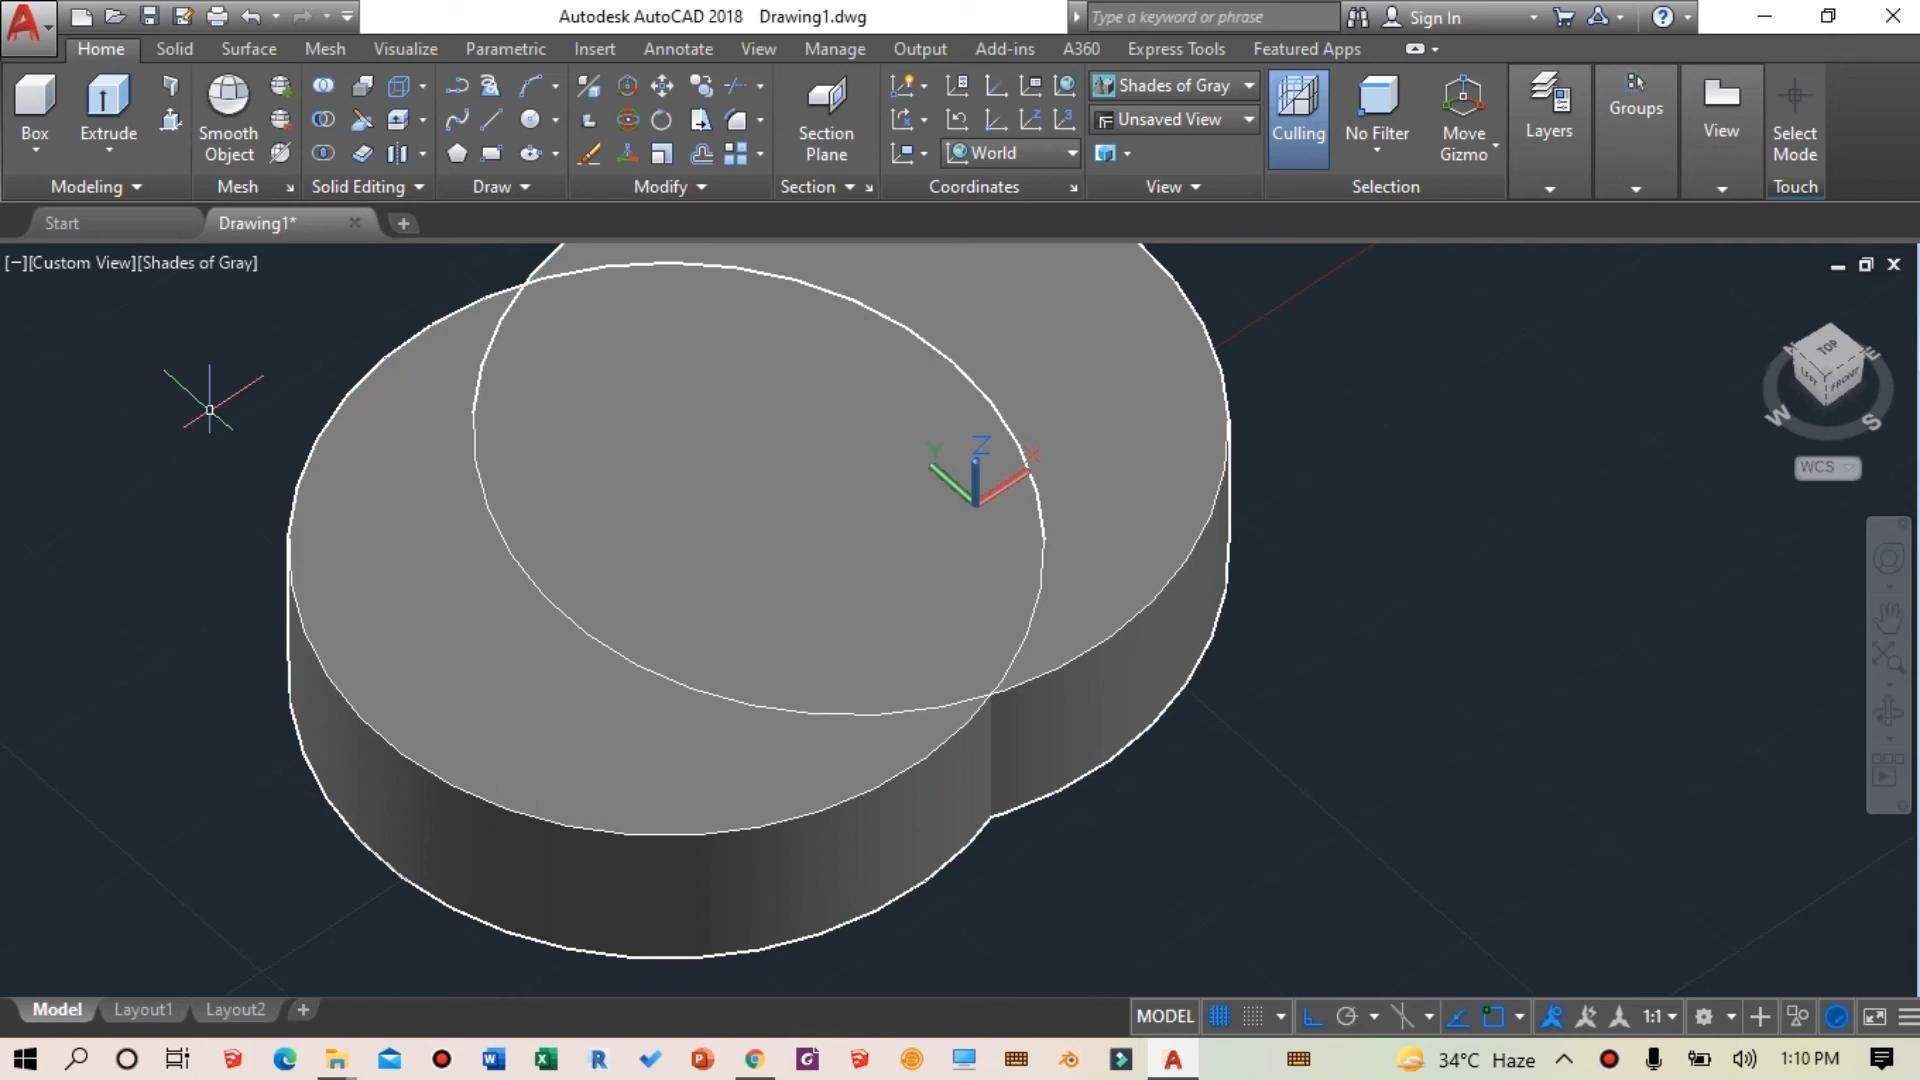 Autodesk AutoCAD 2018 Drawing1.dwg
Type a keyword or phrase
Sign In
Home Solid Surface Mesh Visualize Parametric Insert Annotate View Manage Output Add-ins A360 Express Tools Featured Apps
Box
Extrude
Smooth
Object
Section
Plane
World
Shades of Gray
Unsaved View
Culling
No Filter
Move
Gizmo
Layers
Groups
View
Select
Mode
Modeling Mesh Solid Editing Draw Modify Section Coordinates View Selection Touch
Start Drawing1*
[−][Custom View][Shades of Gray]
Y Z X
TOP
LEFT FRONT
N E
W S
WCS
Model Layout1 Layout2
MODEL 1:1
34°C Haze 1:10 PM